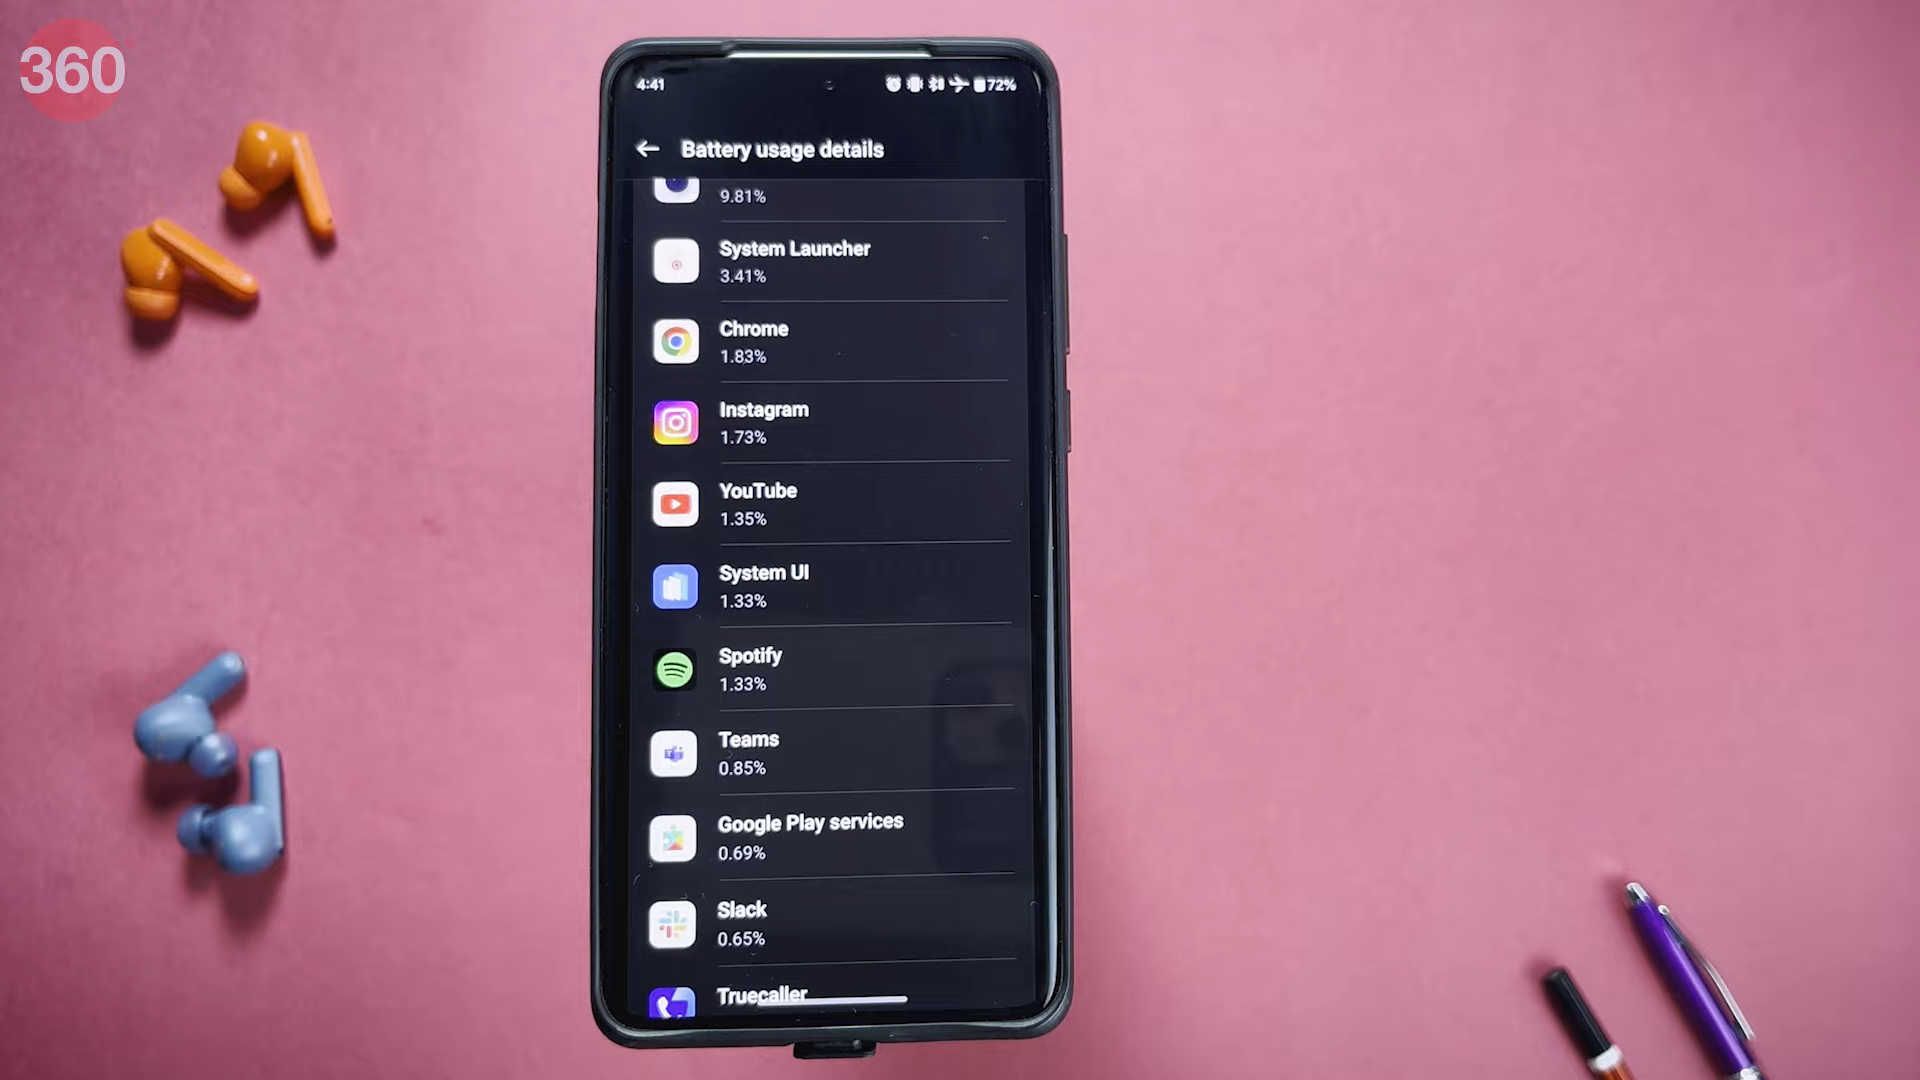 360
4:41
72%
Battery usage details
9.81%
System Launcher
3.41%
Chrome
1.83%
Instagram
1.73%
YouTube
1.35%
System UI
1.33%
Spotify
1.33%
Teams
0.85%
Google Play services
0.69%
Slack
0.65%
Truecaller